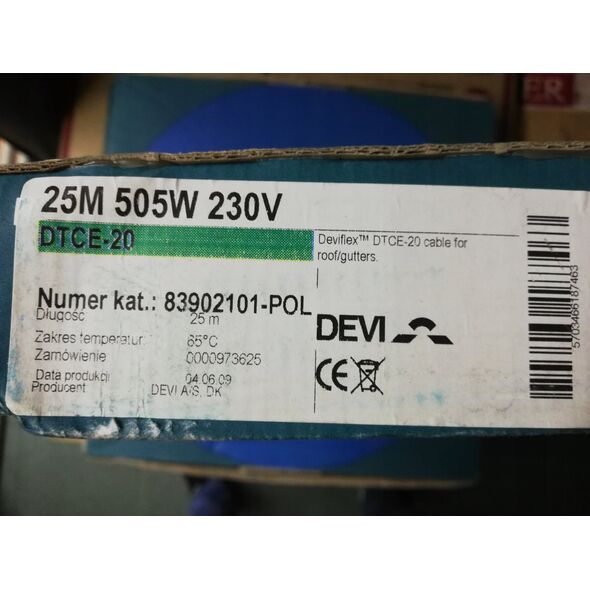 ER
25M 505W 230V
DTCE-20
Deviflex™ DTCE-20 cable for
roof/gutters.
Numer kat.: 83902101-POL
Długość 25 m
Zakres temperatur: 65°C
Zamówienie 0000973625
Data produkcji 04.06.09
Producent DEVI A/S, DK
DEVI
CE
5703466187463